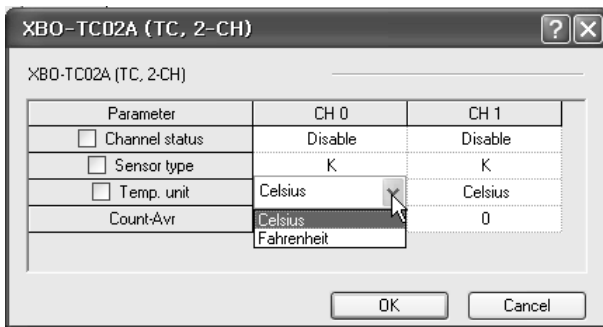 XBO-TC02A (TC, 2-CH)
XBO-TC02A (TC, 2-CH)
Parameter CH 0 CH 1
Channel status Disable Disable
Sensor type K K
Temp. unit Celsius Celsius
Count-Avr Celsius 0
Fahrenheit
OK Cancel